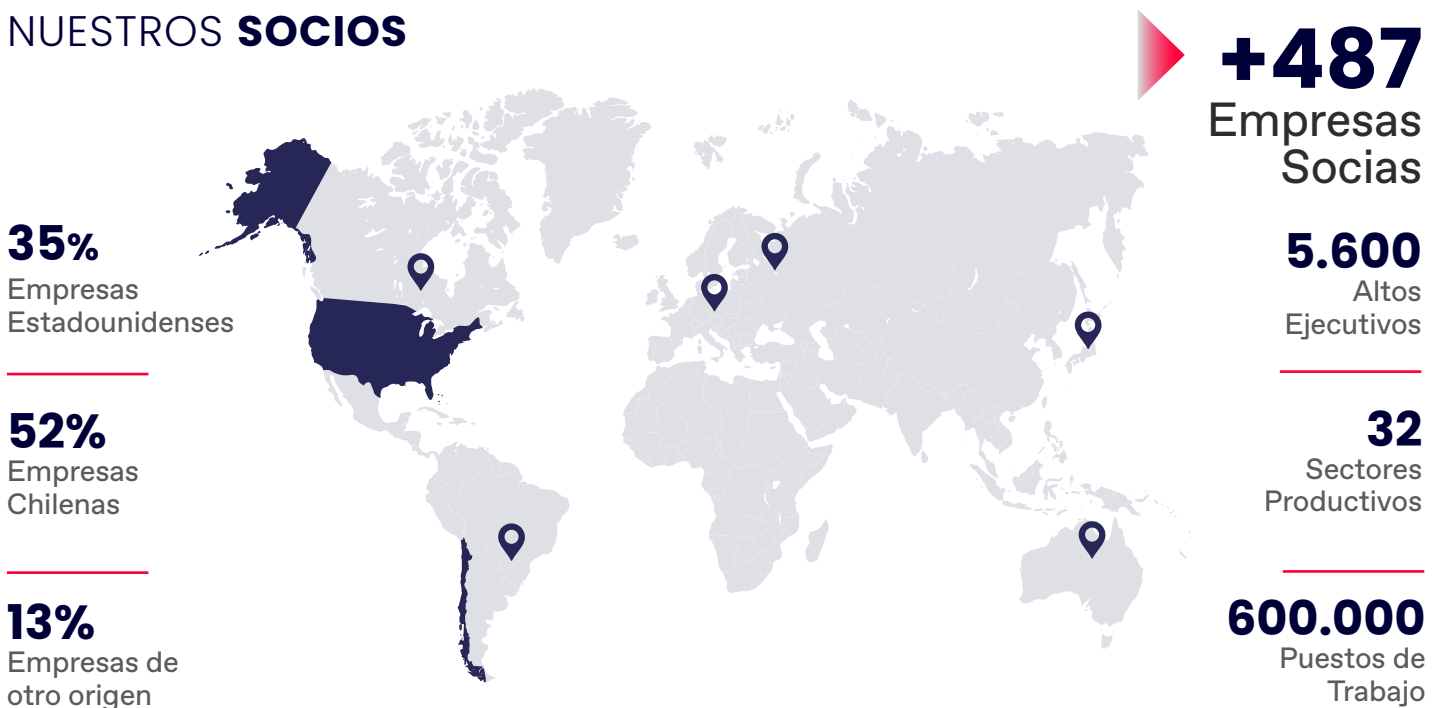 NUESTROS SOCIOS
35%
Empresas
Estadounidenses
52%
Empresas
Chilenas
13%
Empresas de
otro origen
+487
Empresas
Socias
5.600
Altos
Ejecutivos
32
Sectores
Productivos
600.000
Puestos de
Trabajo